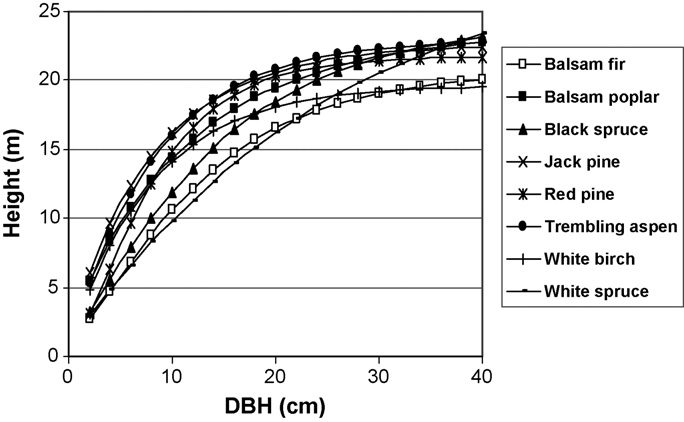 25
20
15
10
5
0
0 10 20 30 40
Height (m)
DBH (cm)
Balsam fir
Balsam poplar
Black spruce
Jack pine
Red pine
Trembling aspen
White birch
White spruce